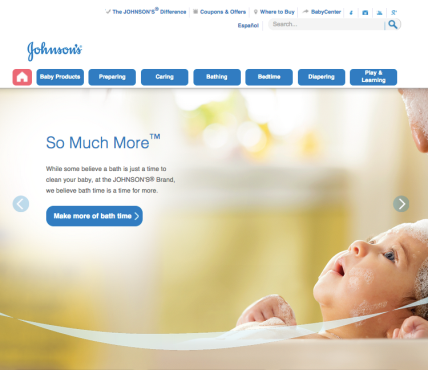 The JOHNSON'S® Difference
Coupons & Offers
Where to Buy
BabyCenter
Español
Search...
Johnson's
Baby Products
Preparing
Caring
Bathing
Bedtime
Diapering
Play &
Learning
So Much More™
While some believe a bath is just a time to
clean your baby, at the JOHNSON'S® Brand,
we believe bath time is a time for more.
Make more of bath time